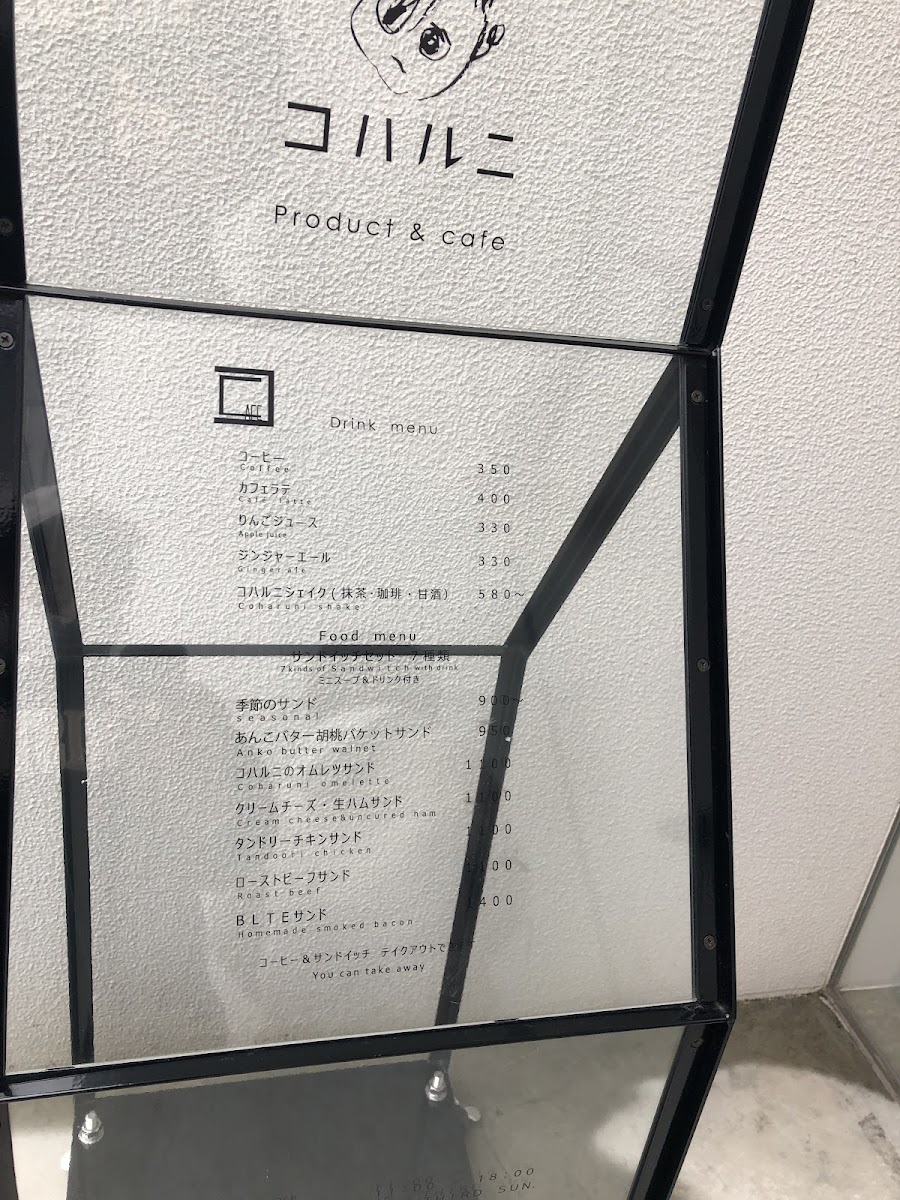 コハルニ
Product & cafe
AFE
Drink menu
コーヒー 350
Coffee
カフェラテ 400
Café latte
りんごジュース 330
Apple juice
ジンジャーエール 330
Ginger ale
コハルニシェイク(抹茶・珈琲・甘酒) 580~
Coharuni shake
Food menu
サンドイッチセット 7種類
7 kinds of Sandwitch with drink
ミニスープ&ドリンク付き
季節のサンド 900~
seasonal
あんこバター胡桃バケットサンド 950
Anko butter walnet
コハルニのオムレツサンド 1100
Coharuni omelette
クリームチーズ・生ハムサンド 1100
Cream cheese&uncured ham
タンドリーチキンサンド 1100
Tandoori chicken
ローストビーフサンド 1100
Roast beef
BLTEサンド 1400
Homemade smoked bacon
コーヒー&サンドイッチ テイクアウトで
You can take away
18:00
SUN.